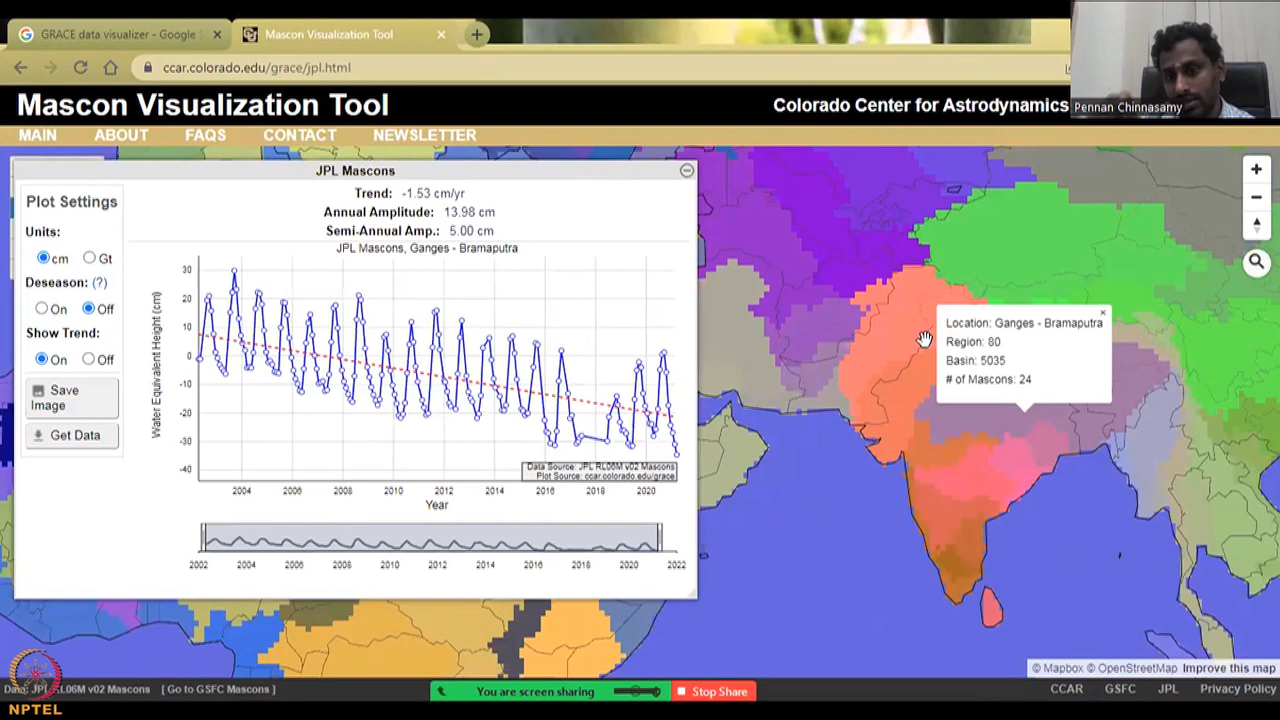 GRACE data visualizer - Google S
Mascon Visualization Tool
ccar.colorado.edu/grace/jpl.html
Pennan Chinnasamy
Mascon Visualization Tool
Colorado Center for Astrodynamics
MAIN
ABOUT
FAQS
CONTACT
NEWSLETTER
JPL Mascons
Trend: -1.53 cm/yr
Annual Amplitude: 13.98 cm
Semi-Annual Amp.: 5.00 cm
JPL Mascons, Ganges - Bramaputra
Plot Settings
Units:
cm Gt
Deseason: (?)
On Off
Show Trend:
On Off
Save Image
Get Data
Water Equivalent Height (cm)
30
20
10
0
-10
-20
-30
-40
Data Source: JPL RL06M v02 Mascons
Plot Source: ccar.colorado.edu/grace
2004 2006 2008 2010 2012 2014 2016 2018 2020
Year
2002 2004 2006 2008 2010 2012 2014 2016 2018 2020 2022
Location: Ganges - Bramaputra
Region: 80
Basin: 5035
# of Mascons: 24
© Mapbox © OpenStreetMap Improve this map
Data: JPL RL06M v02 Mascons [ Go to GSFC Mascons ]
You are screen sharing
Stop Share
CCAR
GSFC
JPL
Privacy Policy
NPTEL